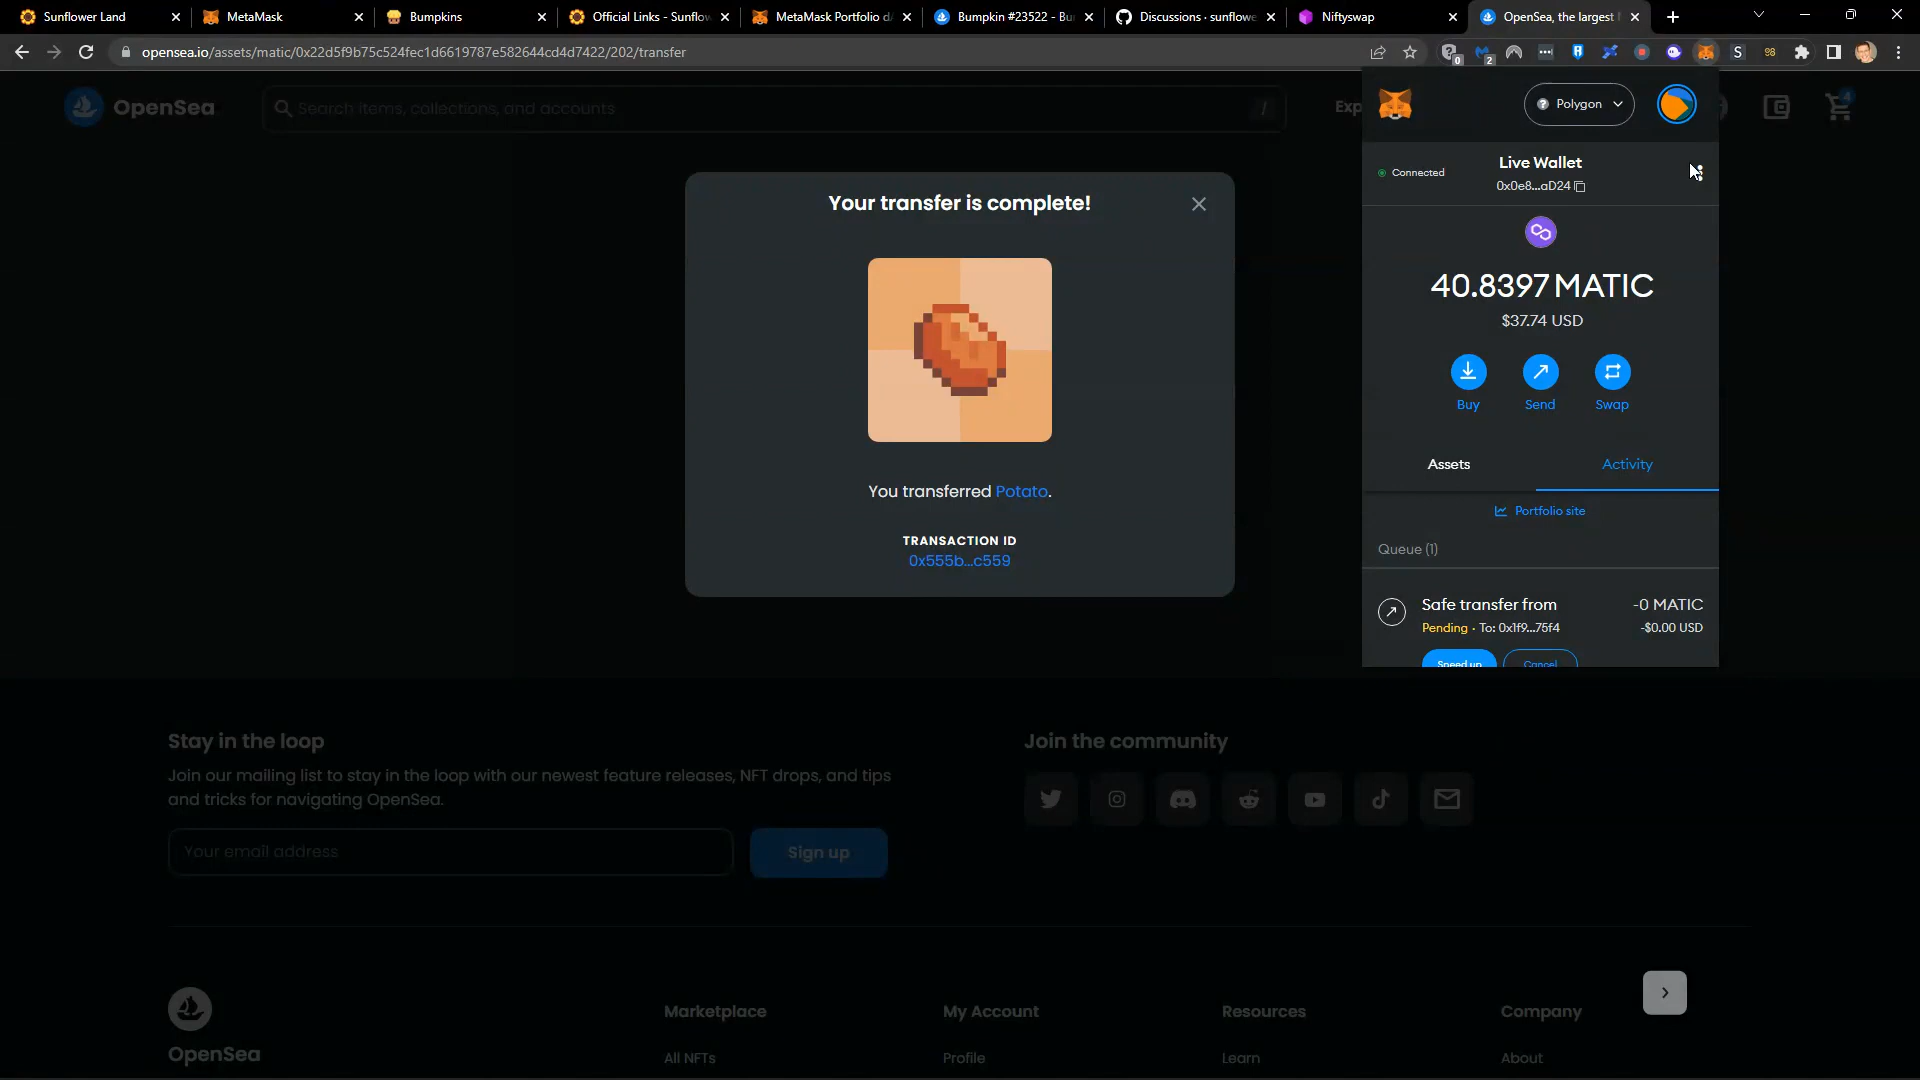 Sunflower Land
MetaMask
Bumpkins
Official Links - Sunflow
MetaMask Portfolio d
Bumpkin #23522 - Bu
Discussions · sunflowe
Niftyswap
OpenSea, the largest
opensea.io/assets/matic/0x22d5f9b75c524fec1d6619787e582644cd4d7422/202/transfer
0
2
S
98
OpenSea
Search items, collections, and accounts
/
Exp
4
Polygon
Connected
Live Wallet
0x0e8...aD24
40.8397 MATIC
$37.74 USD
Buy
Send
Swap
Assets
Activity
Portfolio site
Queue (1)
Safe transfer from
-0 MATIC
Pending · To: 0x1f9...75f4
-$0.00 USD
Speed up
Cancel
Your transfer is complete!
You transferred Potato.
TRANSACTION ID
0x555b...c559
Stay in the loop
Join our mailing list to stay in the loop with our newest feature releases, NFT drops, and tips
and tricks for navigating OpenSea.
Your email address
Sign up
Join the community
OpenSea
Marketplace
All NFTs
My Account
Profile
Resources
Learn
Company
About